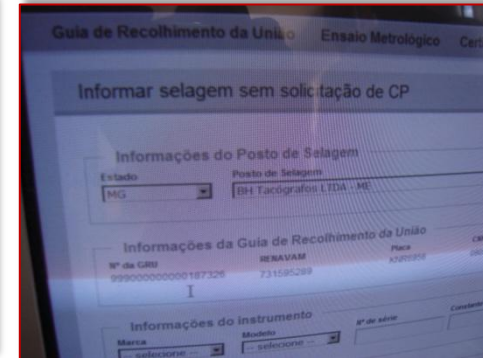 Guia de Recolhimento da União Ensaio Metrológico
Informar selagem sem solicitação de CP
Informações do Posto de Selagem
Estado Posto de Selagem
MG BH Tacógrafos LTDA - ME
Informações da Guia de Recolhimento da União
Nº da GRU RENAVAM Placa
999000000000187326 731595289
Informações do instrumento
Marca Modelo Nº de série
-- selecione -- -- selecione --